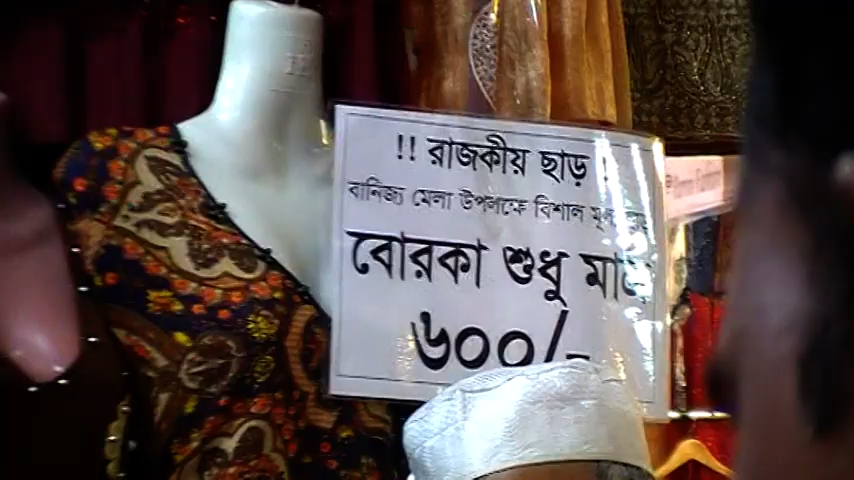 !! রাজকীয় ছাড় !!
বানিজ্য মেলা উপলক্ষে বিশাল
বোরকা শুধু মাত্র
৬০০/-